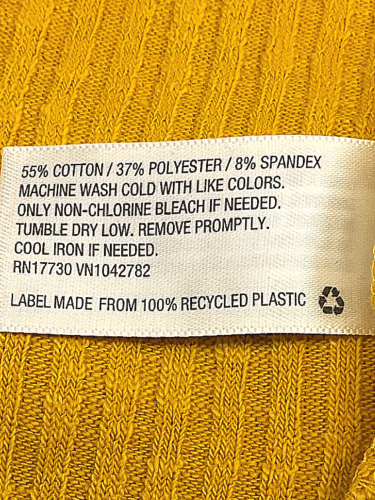 55% COTTON / 37% POLYESTER / 8% SPANDEX
MACHINE WASH COLD WITH LIKE COLORS.
ONLY NON-CHLORINE BLEACH IF NEEDED.
TUMBLE DRY LOW. REMOVE PROMPTLY.
COOL IRON IF NEEDED.
RN17730 VN1042782
LABEL MADE FROM 100% RECYCLED PLASTIC